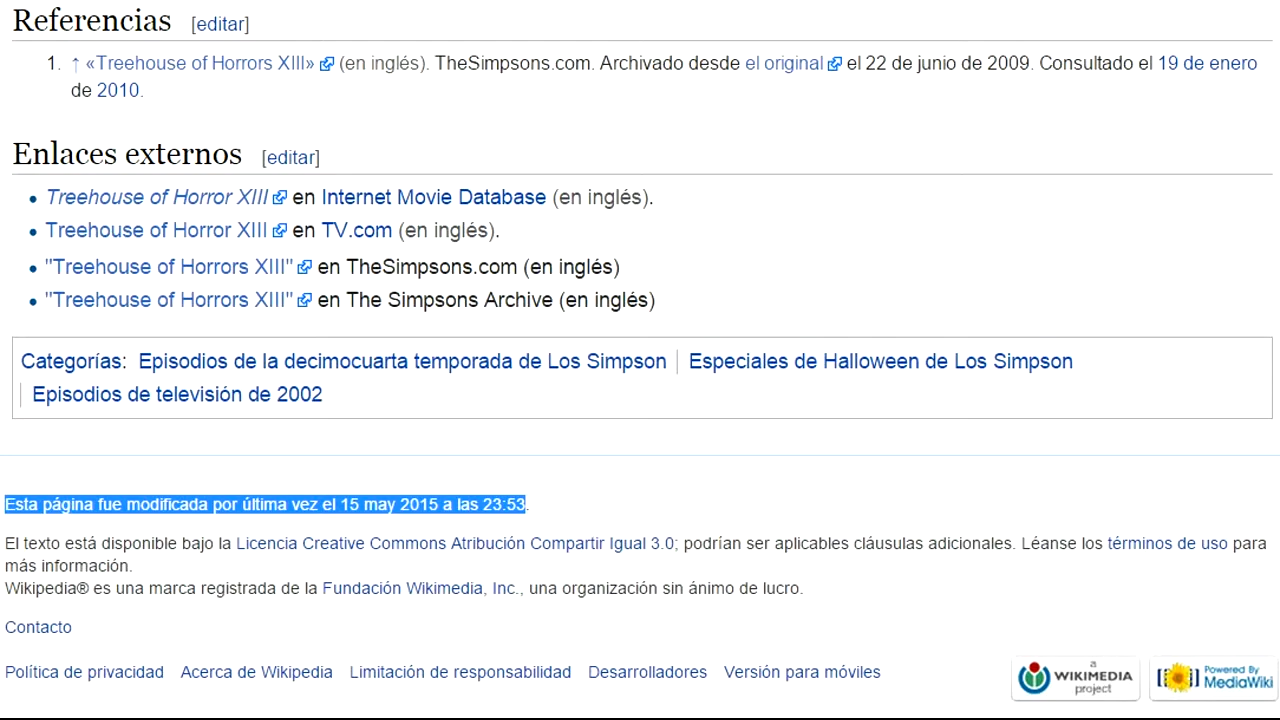 Referencias [editar]
1. ↑ «Treehouse of Horrors XIII» (en inglés). TheSimpsons.com. Archivado desde el original el 22 de junio de 2009. Consultado el 19 de enero
de 2010.
Enlaces externos [editar]
• Treehouse of Horror XIII en Internet Movie Database (en inglés).
• Treehouse of Horror XIII en TV.com (en inglés).
• "Treehouse of Horrors XIII" en TheSimpsons.com (en inglés)
• "Treehouse of Horrors XIII" en The Simpsons Archive (en inglés)
Categorías: Episodios de la decimocuarta temporada de Los Simpson | Especiales de Halloween de Los Simpson
| Episodios de televisión de 2002
Esta página fue modificada por última vez el 15 may 2015 a las 23:53.
El texto está disponible bajo la Licencia Creative Commons Atribución Compartir Igual 3.0; podrían ser aplicables cláusulas adicionales. Léanse los términos de uso para
más información.
Wikipedia® es una marca registrada de la Fundación Wikimedia, Inc., una organización sin ánimo de lucro.
Contacto
Política de privacidad Acerca de Wikipedia Limitación de responsabilidad Desarrolladores Versión para móviles
a
WIKIMEDIA
project
Powered By
MediaWiki